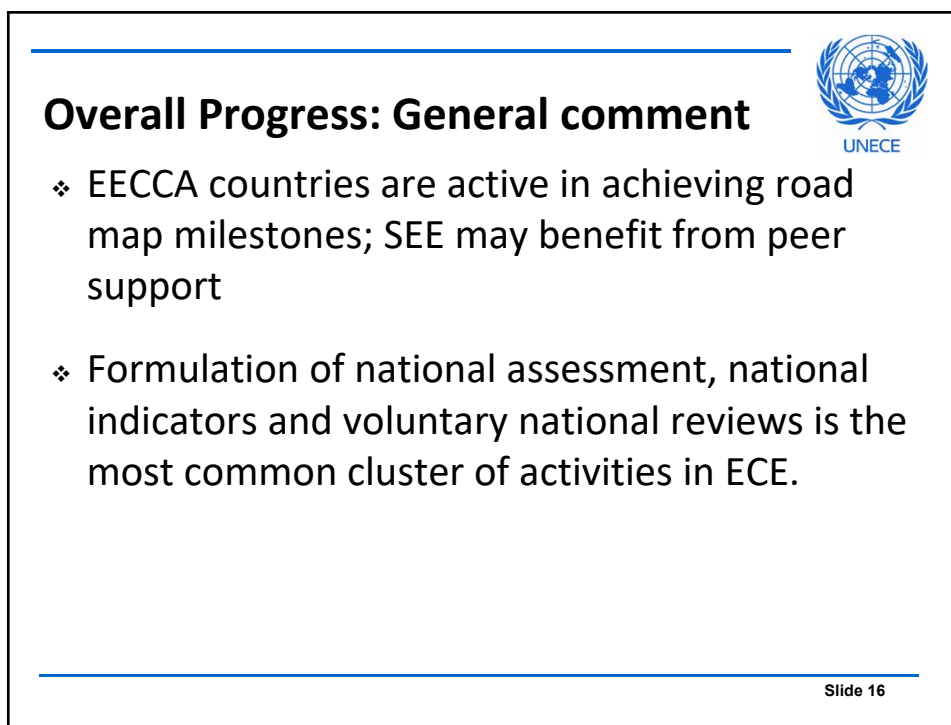 Overall Progress: General comment
UNECE
❖ EECCA countries are active in achieving road
map milestones; SEE may benefit from peer
support
❖ Formulation of national assessment, national
indicators and voluntary national reviews is the
most common cluster of activities in ECE.
Slide 16